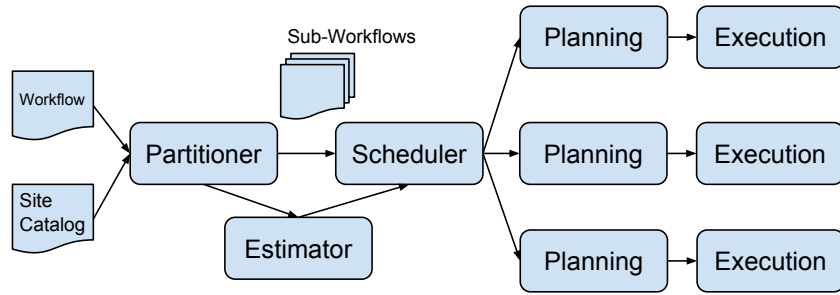 Sub-Workflows
Planning
Execution
Workflow
Partitioner
Scheduler
Planning
Execution
Site
Catalog
Estimator
Planning
Execution